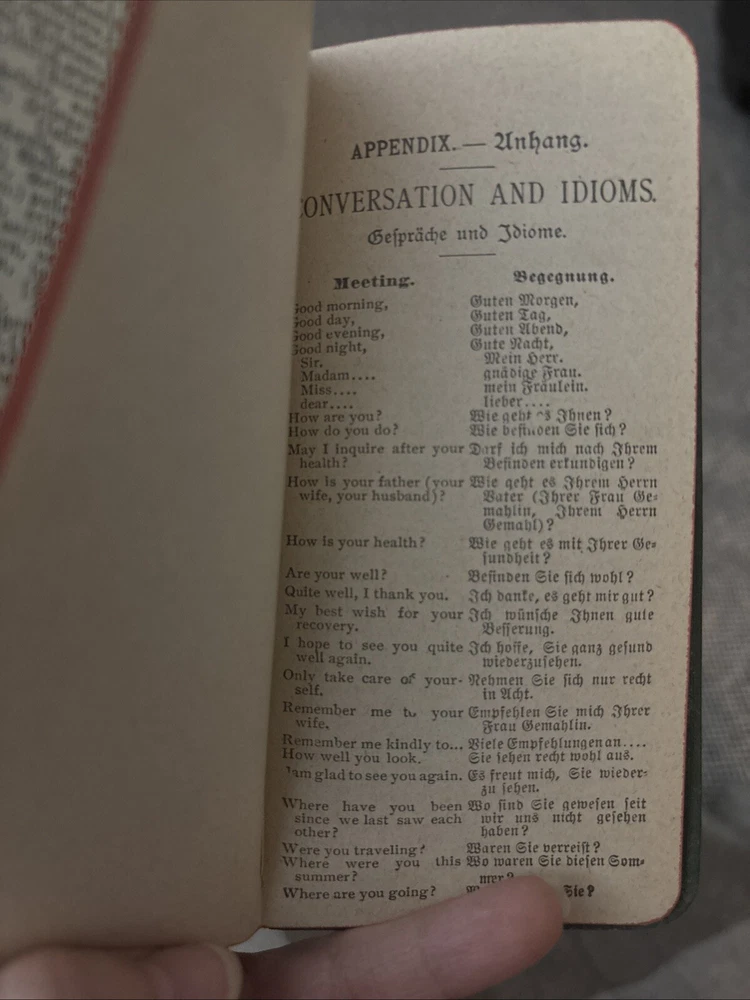 APPENDIX.— Anhang.
CONVERSATION AND IDIOMS.
Gespräche und Idiome.
Meeting. Begegnung.
Good morning, Guten Morgen,
Good day, Guten Tag,
Good evening, Guten Abend,
Good night, Gute Nacht,
Sir. Mein Herr.
Madam.... gnädige Frau.
Miss.... mein Fräulein.
dear.... lieber....
How are you? Wie geht es Ihnen?
How do you do? Wie befinden Sie sich?
May I inquire after your Darf ich mich nach Ihrem
health? Befinden erkundigen?
How is your father (your Wie geht es Ihrem Herrn
wife, your husband)? Vater (Ihrer Frau Ge-
mahlin, Ihrem Herrn
Gemahl)?
How is your health? Wie geht es mit Ihrer Ge-
sundheit?
Are your well? Befinden Sie sich wohl?
Quite well, I thank you. Ich danke, es geht mir gut?
My best wish for your Ich wünsche Ihnen gute
recovery. Besserung.
I hope to see you quite Ich hoffe, Sie ganz gesund
well again. wiederzusehen.
Only take care of your- Nehmen Sie sich nur recht
self. in Acht.
Remember me to your Empfehlen Sie mich Ihrer
wife. Frau Gemahlin.
Remember me kindly to... Viele Empfehlungen an....
How well you look. Sie sehen recht wohl aus.
I am glad to see you again. Es freut mich, Sie wieder-
zu sehen.
Where have you been Wo sind Sie gewesen seit
since we last saw each wir uns nicht gesehen
other? haben?
Were you traveling? Waren Sie verreist?
Where were you this Wo waren Sie diesen Som-
summer? mer?
Where are you going? Sie?